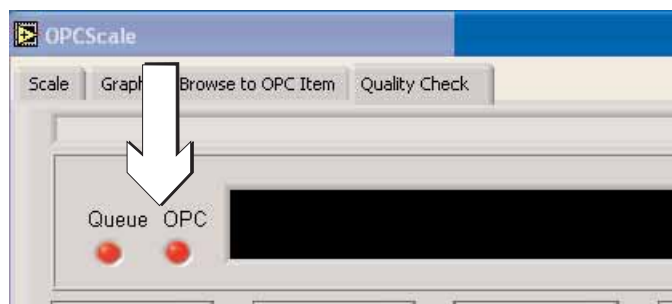 OPCScale
Scale Graph Browse to OPC Item Quality Check
Queue OPC